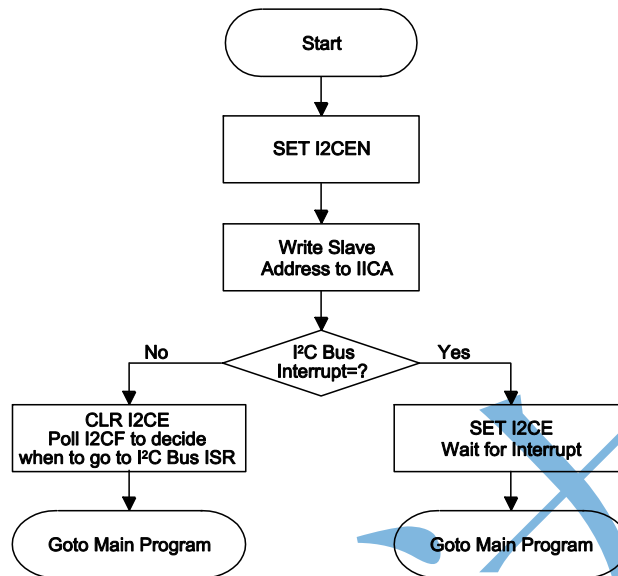 Start
SET I2CEN
Write Slave
Address to IICA
I²C Bus
Interrupt=?
No
Yes
CLR I2CE
Poll I2CF to decide
when to go to I²C Bus ISR
SET I2CE
Wait for Interrupt
Goto Main Program
Goto Main Program